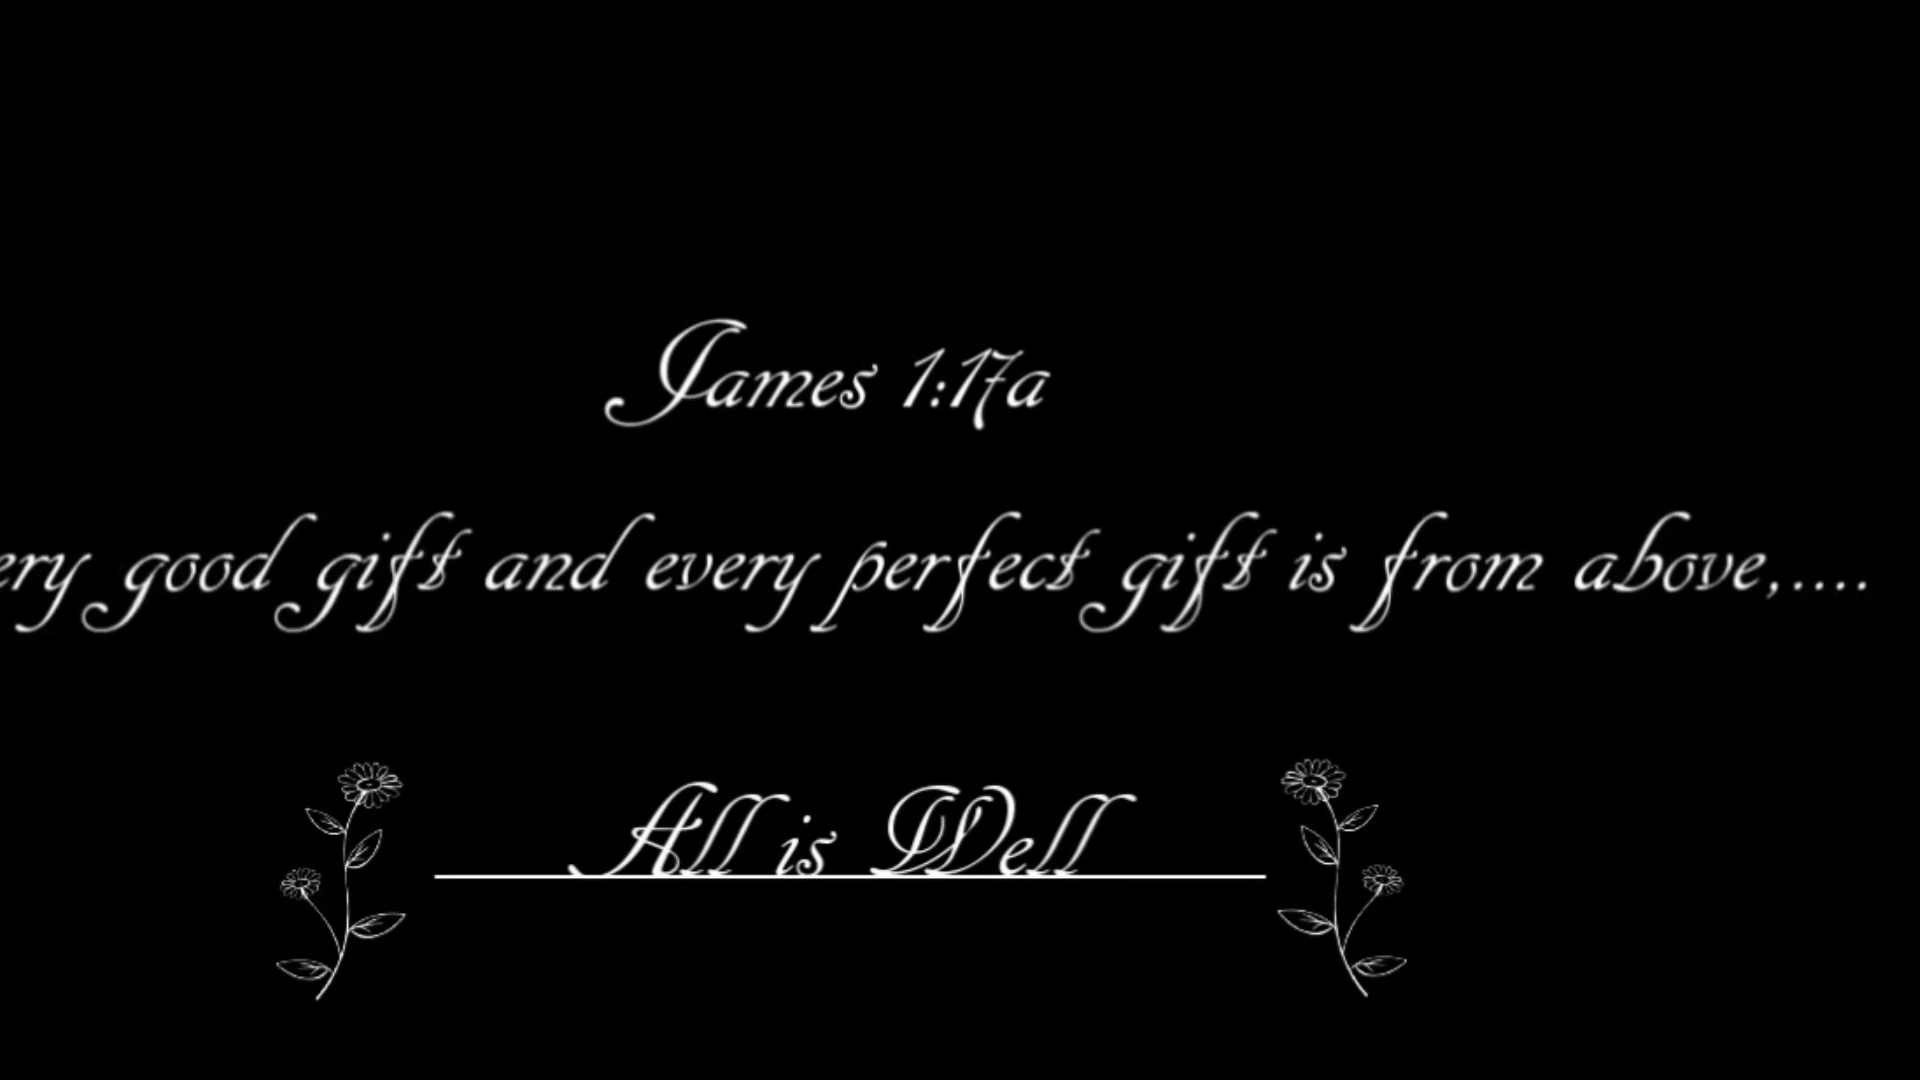 James 1:17a
ery good gift and every perfect gift is from above,....
All is Well